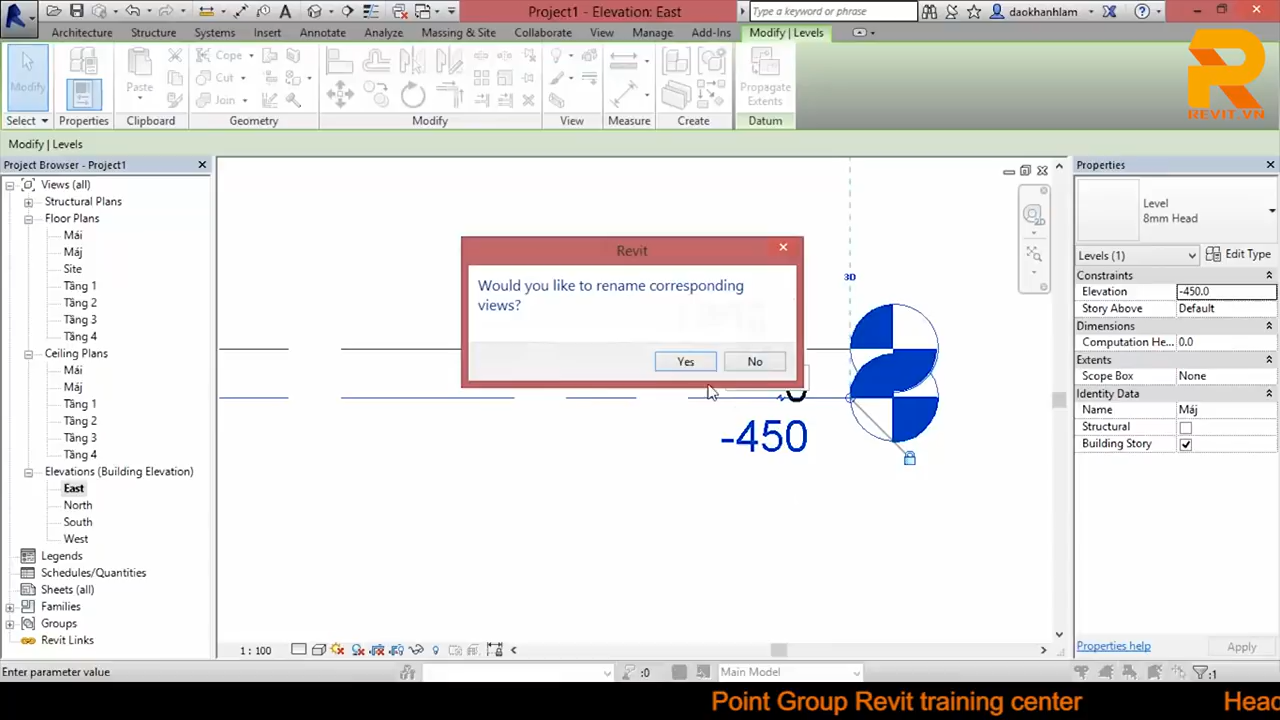 Project1 - Elevation: East
Type a keyword or phrase
daokhanhlam
Architecture Structure Systems Insert Annotate Analyze Massing & Site Collaborate View Manage Add-Ins Modify | Levels
Modify
Paste
Cope
Cut
Join
Propagate
Extents
Select Properties Clipboard Geometry Modify View Measure Create Datum
REVIT.VN
Modify | Levels
Project Browser - Project1
Views (all)
Structural Plans
Floor Plans
Mái
Máj
Site
Tầng 1
Tầng 2
Tầng 3
Tầng 4
Ceiling Plans
Mái
Máj
Tầng 1
Tầng 2
Tầng 3
Tầng 4
Elevations (Building Elevation)
East
North
South
West
Legends
Schedules/Quantities
Sheets (all)
Families
Groups
Revit Links
Revit
Would you like to rename corresponding
views?
Yes No
3D
-450
2D
Properties
Level
8mm Head
Levels (1) Edit Type
Constraints
Elevation -450.0
Story Above Default
Dimensions
Computation He... 0.0
Extents
Scope Box None
Identity Data
Name Máj
Structural
Building Story
Properties help Apply
1 : 100
Enter parameter value
:0
Main Model
:1
Point Group Revit training center Head